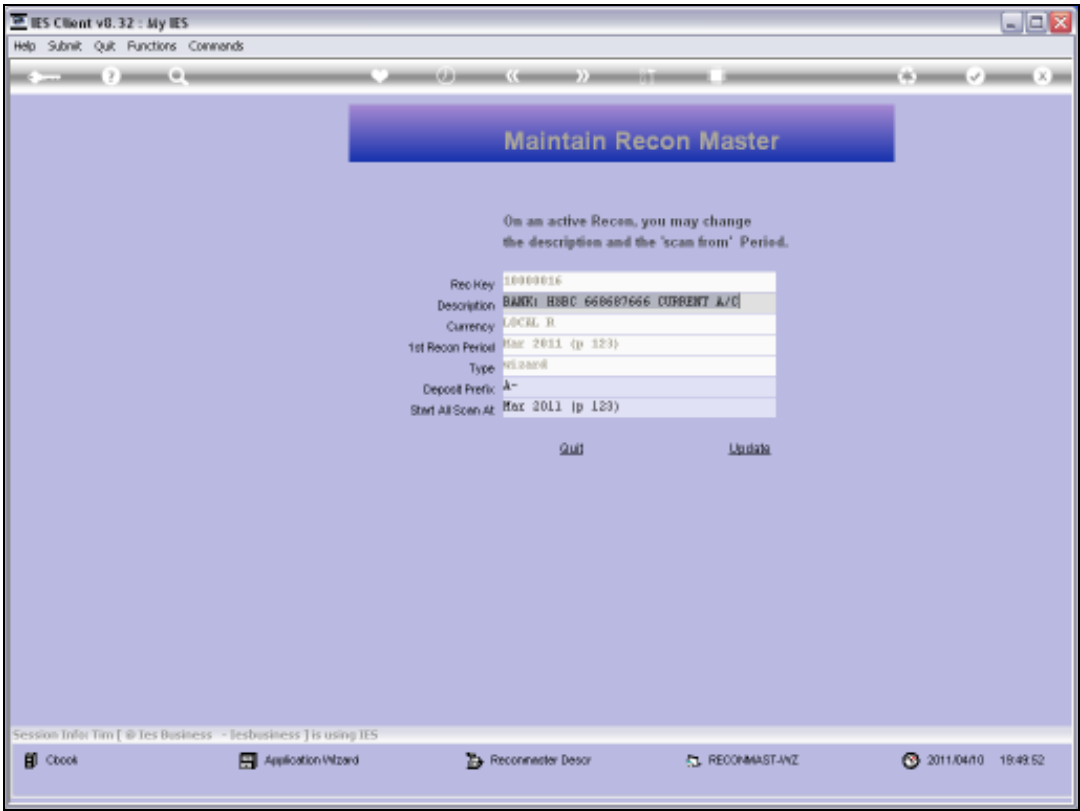 IES Client v8.32 : My IES
Help Submit Quit Functions Commands
Maintain Recon Master
On an active Recon, you may change
the description and the 'scan from' Period.
Rec Key 10000016
Description BANK: HSBC 668687666 CURRENT A/C
Currency LOCAL R
1st Recon Period Mar 2011 (p 123)
Type wizard
Deposit Prefix A-
Start All Scan At Mar 2011 (p 123)
Quit Update
Session Info: Tim [ @ Ies Business - iesbusiness ] is using IES
Cbook Application Wizard Reconmaster Descr RECONMAST-WZ 2011/04/10 19:49:52